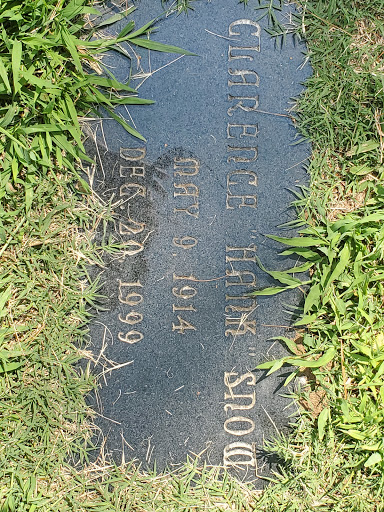 CLARENCE HANK" SNOW
MAY 9, 1914
DEC. 20 1999